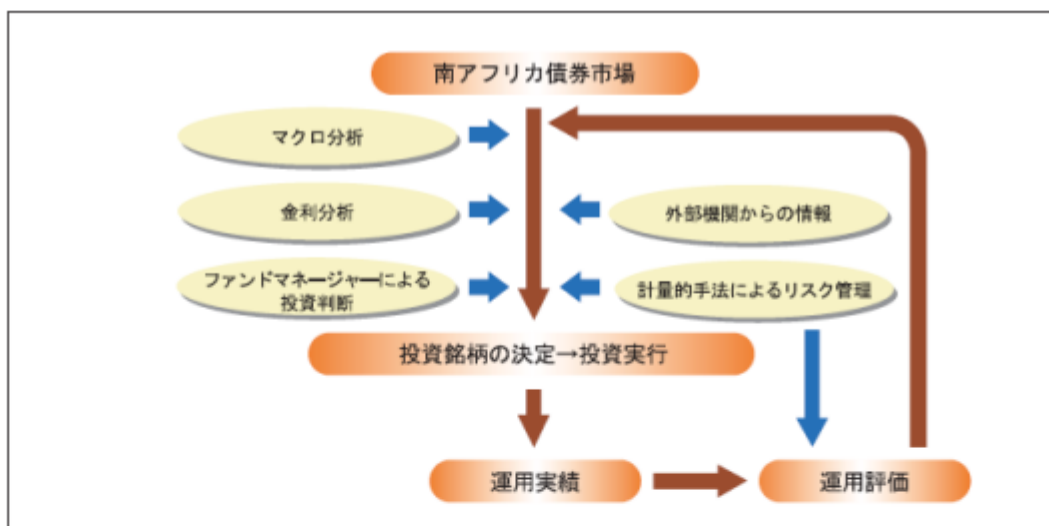 南アフリカ債券市場
マクロ分析
金利分析
外部機関からの情報
ファンドマネージャーによる
投資判断
計量的手法によるリスク管理
投資銘柄の決定→投資実行
運用実績
運用評価